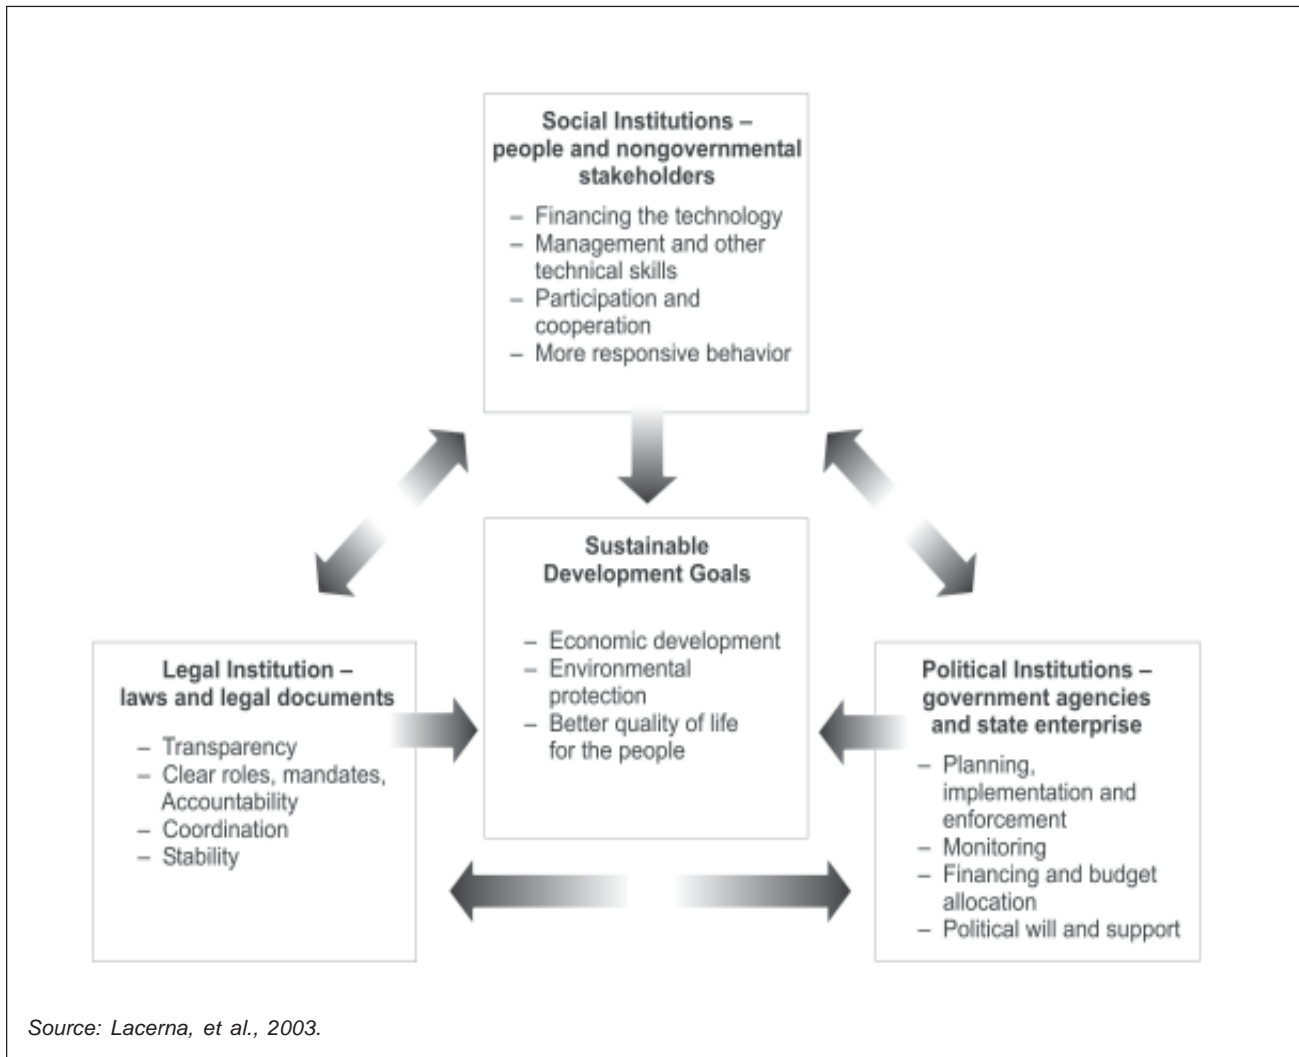 Social Institutions –
people and nongovernmental
stakeholders
– Financing the technology
– Management and other
technical skills
– Participation and
cooperation
– More responsive behavior
Sustainable
Development Goals
– Economic development
– Environmental
protection
– Better quality of life
for the people
Legal Institution –
laws and legal documents
– Transparency
– Clear roles, mandates,
Accountability
– Coordination
– Stability
Political Institutions –
government agencies
and state enterprise
– Planning,
implementation and
enforcement
– Monitoring
– Financing and budget
allocation
– Political will and support
Source: Lacerna, et al., 2003.